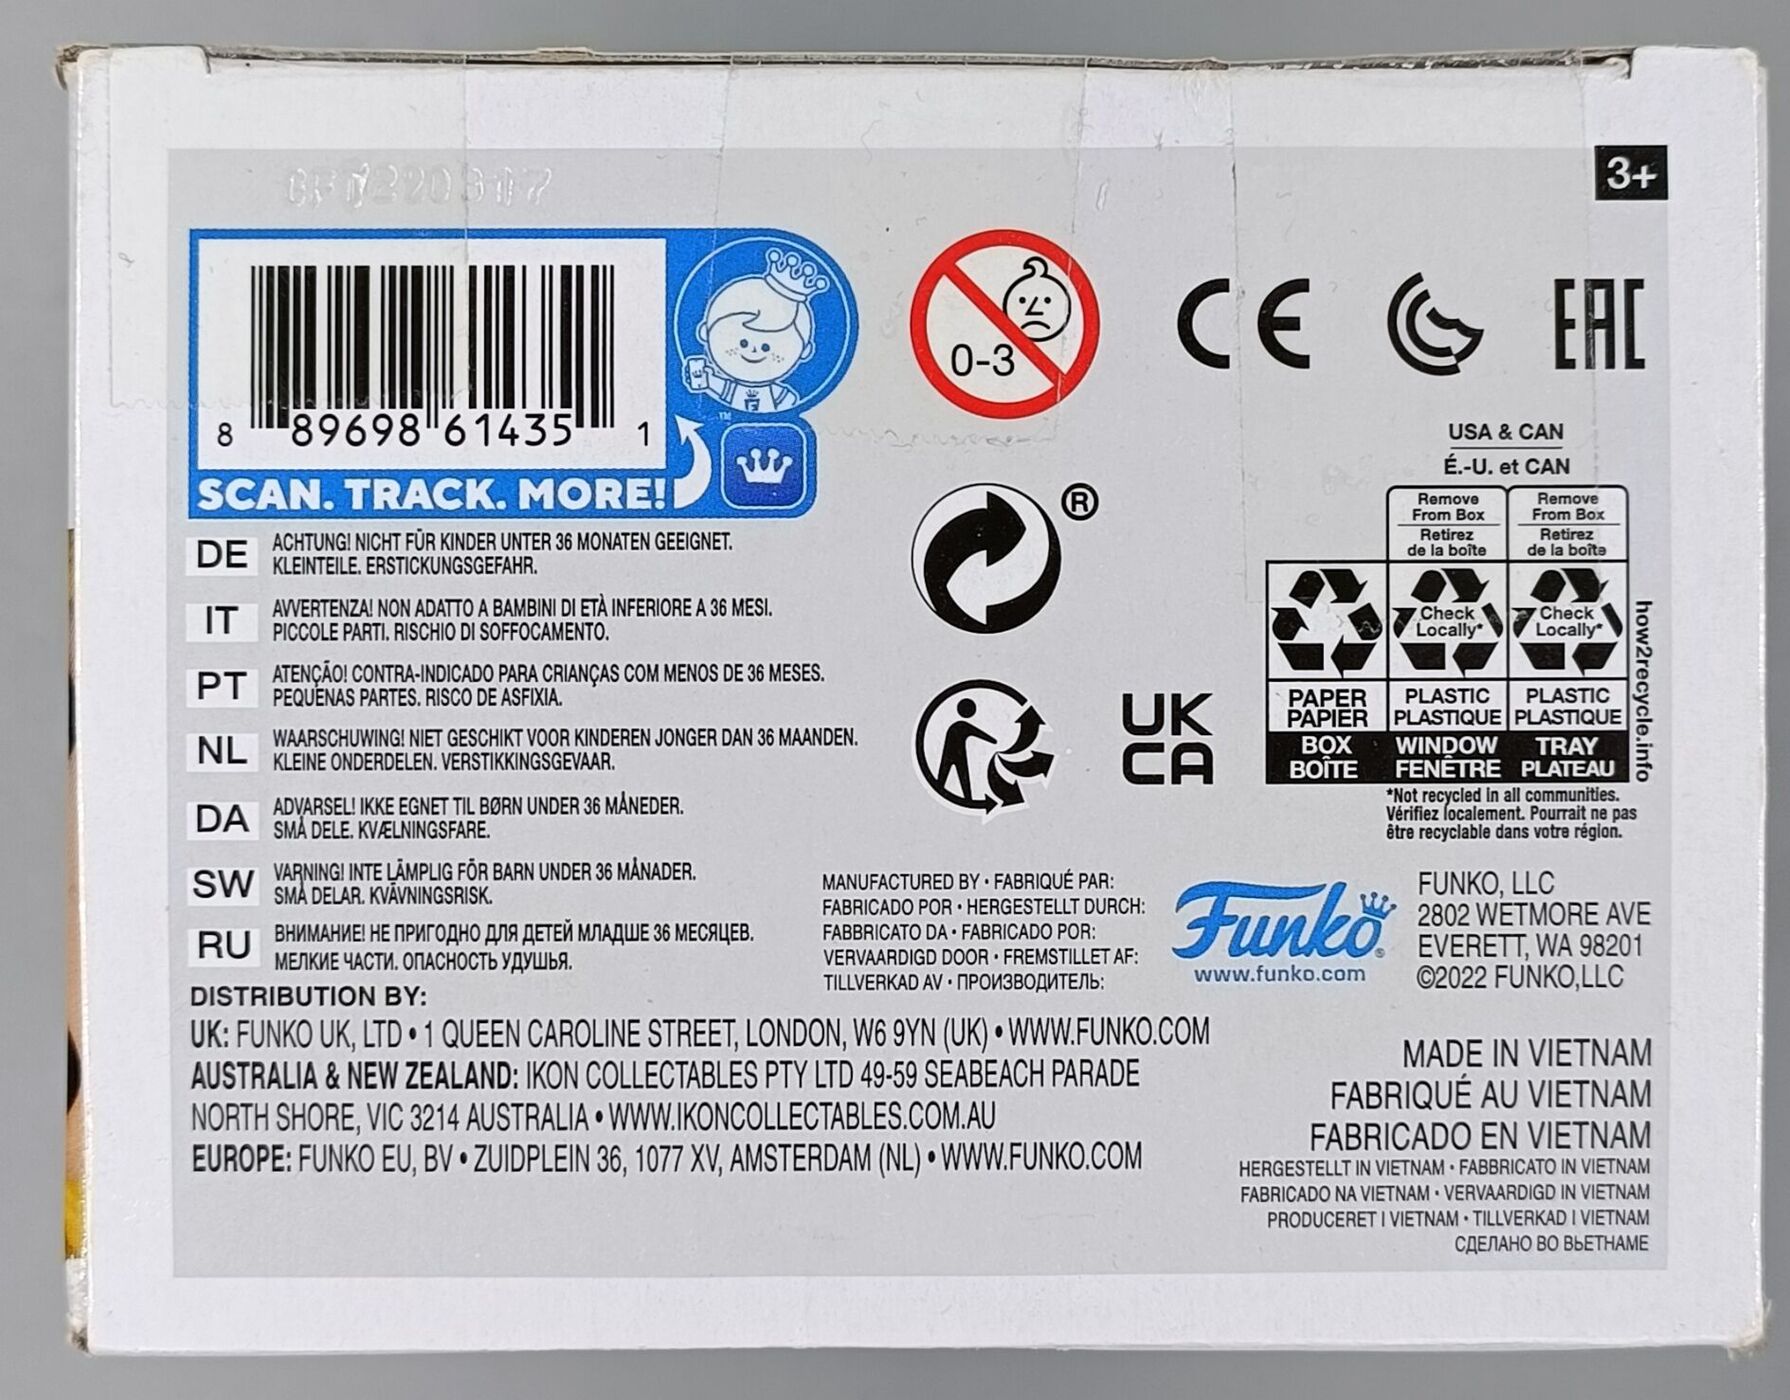 3+
8 89698 61435 1
SCAN. TRACK. MORE!
™
0-3
CE
EAC
®
UK
CA
USA & CAN
É.-U. et CAN
Remove
From Box
Retirez
de la boîte
Remove
From Box
Retirez
de la boîte
Check
Locally*
Check
Locally*
PAPER
PAPIER
PLASTIC
PLASTIQUE
PLASTIC
PLASTIQUE
BOX
BOÎTE
WINDOW
FENÊTRE
TRAY
PLATEAU
how2recycle.info
*Not recycled in all communities.
Vérifiez localement. Pourrait ne pas
être recyclable dans votre région.
DE ACHTUNG! NICHT FÜR KINDER UNTER 36 MONATEN GEEIGNET.
KLEINTEILE. ERSTICKUNGSGEFAHR.
IT AVVERTENZA! NON ADATTO A BAMBINI DI ETÀ INFERIORE A 36 MESI.
PICCOLE PARTI. RISCHIO DI SOFFOCAMENTO.
PT ATENÇÃO! CONTRA-INDICADO PARA CRIANÇAS COM MENOS DE 36 MESES.
PEQUENAS PARTES. RISCO DE ASFIXIA.
NL WAARSCHUWING! NIET GESCHIKT VOOR KINDEREN JONGER DAN 36 MAANDEN.
KLEINE ONDERDELEN. VERSTIKKINGSGEVAAR.
DA ADVARSEL! IKKE EGNET TIL BØRN UNDER 36 MÅNEDER.
SMÅ DELE. KVÆLNINGSFARE.
SW VARNING! INTE LÄMPLIG FÖR BARN UNDER 36 MÅNADER.
SMÅ DELAR. KVÄVNINGSRISK.
RU ВНИМАНИЕ! НЕ ПРИГОДНО ДЛЯ ДЕТЕЙ МЛАДШЕ 36 МЕСЯЦЕВ.
МЕЛКИЕ ЧАСТИ. ОПАСНОСТЬ УДУШЬЯ.
MANUFACTURED BY • FABRIQUÉ PAR:
FABRICADO POR • HERGESTELLT DURCH:
FABBRICATO DA • FABRICADO POR:
VERVAARDIGD DOOR • FREMSTILLET AF:
TILLVERKAD AV • ПРОИЗВОДИТЕЛЬ:
Funko®
www.funko.com
FUNKO, LLC
2802 WETMORE AVE
EVERETT, WA 98201
©2022 FUNKO,LLC
DISTRIBUTION BY:
UK: FUNKO UK, LTD • 1 QUEEN CAROLINE STREET, LONDON, W6 9YN (UK) • WWW.FUNKO.COM
AUSTRALIA & NEW ZEALAND: IKON COLLECTABLES PTY LTD 49-59 SEABEACH PARADE
NORTH SHORE, VIC 3214 AUSTRALIA • WWW.IKONCOLLECTABLES.COM.AU
EUROPE: FUNKO EU, BV • ZUIDPLEIN 36, 1077 XV, AMSTERDAM (NL) • WWW.FUNKO.COM
MADE IN VIETNAM
FABRIQUÉ AU VIETNAM
FABRICADO EN VIETNAM
HERGESTELLT IN VIETNAM • FABBRICATO IN VIETNAM
FABRICADO NA VIETNAM • VERVAARDIGD IN VIETNAM
PRODUCERET I VIETNAM • TILLVERKAD I VIETNAM
СДЕЛАНО ВО ВЬЕТНАМЕ